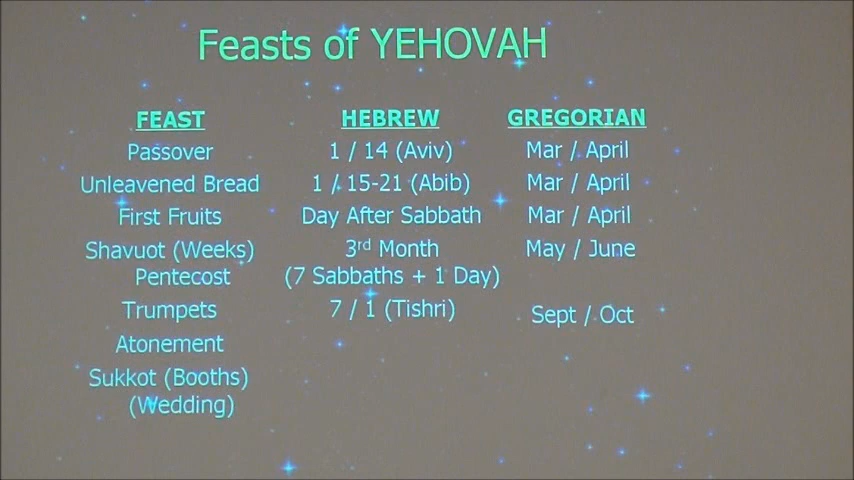 Feasts of YEHOVAH
FEAST HEBREW GREGORIAN
Passover 1 / 14 (Aviv) Mar / April
Unleavened Bread 1 / 15-21 (Abib) Mar / April
First Fruits Day After Sabbath Mar / April
Shavuot (Weeks) 3rd Month May / June
Pentecost (7 Sabbaths + 1 Day)
Trumpets 7 / 1 (Tishri) Sept / Oct
Atonement
Sukkot (Booths)
(Wedding)